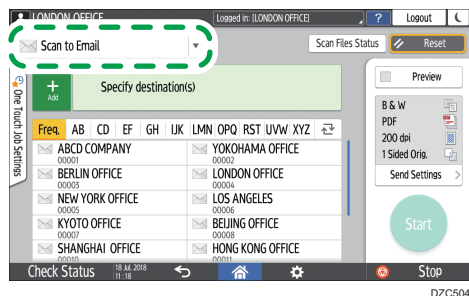 LONDON OFFICE
Logged in: [LONDON OFFICE]
?
Logout
Scan to Email
Scan Files Status
Reset
One Touch Job Settings
Add
Specify destination(s)
Preview
B & W
PDF
200 dpi
1 Sided Orig.
Send Settings
Freq. AB CD EF GH IJK LMN OPQ RST UVW XYZ
ABCD COMPANY
00001
YOKOHAMA OFFICE
00002
BERLIN OFFICE
00003
LONDON OFFICE
00004
NEW YORK OFFICE
00005
LOS ANGELES
00006
KYOTO OFFICE
00007
BEIJING OFFICE
00008
SHANGHAI OFFICE
00010
HONG KONG OFFICE
00011
Start
Check Status
18 Jul. 2018
11:18
Stop
DZC504